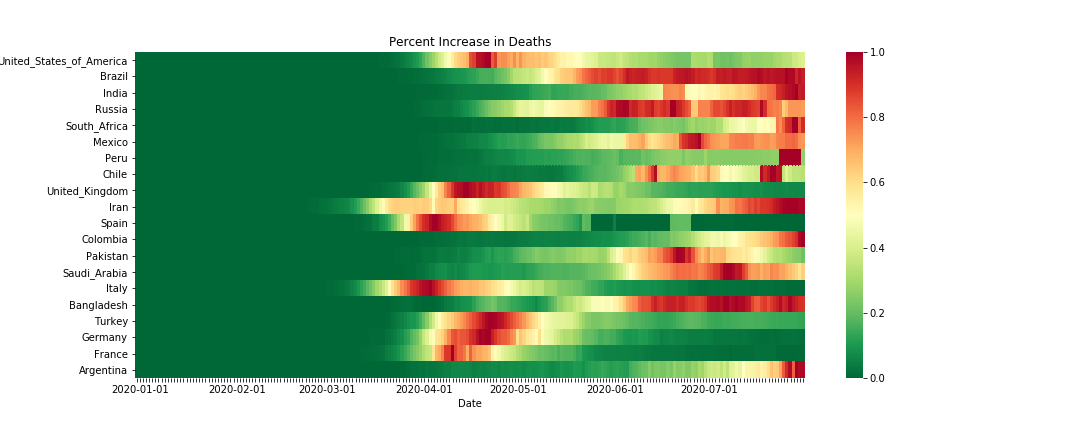 Percent Increase in Deaths
United_States_of_America
Brazil
India
Russia
South_Africa
Mexico
Peru
Chile
United_Kingdom
Iran
Spain
Colombia
Pakistan
Saudi_Arabia
Italy
Bangladesh
Turkey
Germany
France
Argentina
2020-01-01 2020-02-01 2020-03-01 2020-04-01 2020-05-01 2020-06-01 2020-07-01
Date
1.0
0.8
0.6
0.4
0.2
0.0